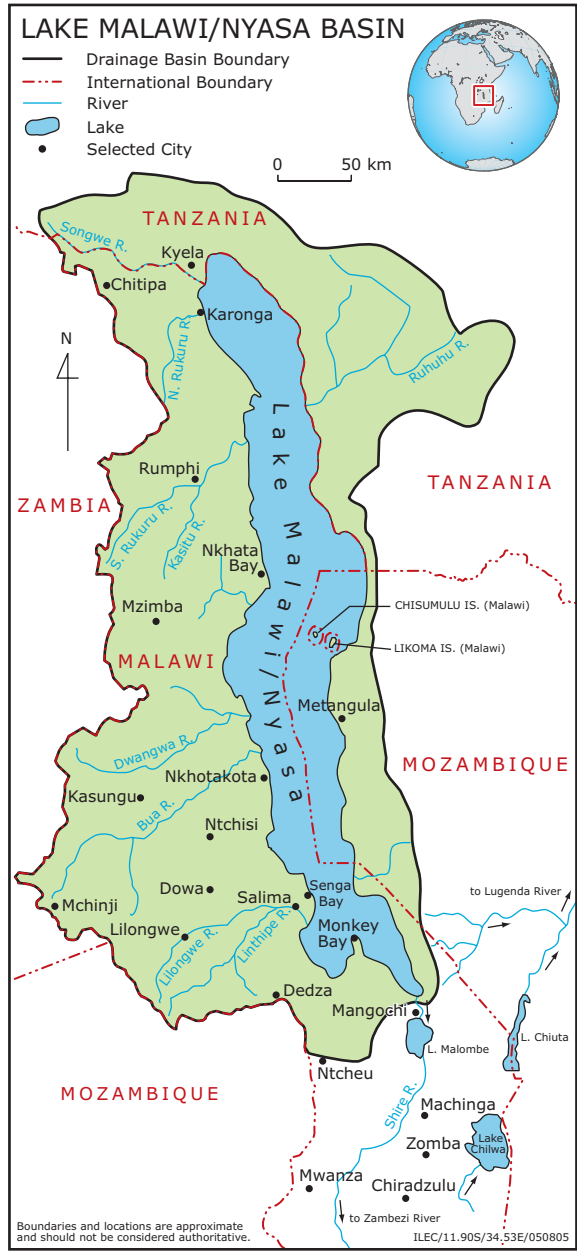 LAKE MALAWI/NYASA BASIN
Drainage Basin Boundary
International Boundary
River
Lake
Selected City
0 50 km
TANZANIA
Songwe R.
Kyela
Chitipa
Karonga
N
N. Rukuru R.
Ruhuhu R.
Lake Malawi/Nyasa
Rumphi
TANZANIA
ZAMBIA
S. Rukuru R.
Kasitu R.
Nkhata
Bay
CHISUMULU IS. (Malawi)
Mzimba
LIKOMA IS. (Malawi)
MALAWI
Metangula
Dwangwa R.
MOZAMBIQUE
Nkhotakota
Kasungu
Bua R.
Ntchisi
Dowa
Senga
Bay
Salima
to Lugenda River
Mchinji
Monkey
Bay
Lilongwe
Lilongwe R.
Linthipe R.
Dedza
Mangochi
L. Chiuta
L. Malombe
Ntcheu
MOZAMBIQUE
Shire R.
Machinga
Lake
Chilwa
Zomba
Mwanza
Chiradzulu
to Zambezi River
Boundaries and locations are approximate
and should not be considered authoritative.
ILEC/11.90S/34.53E/050805